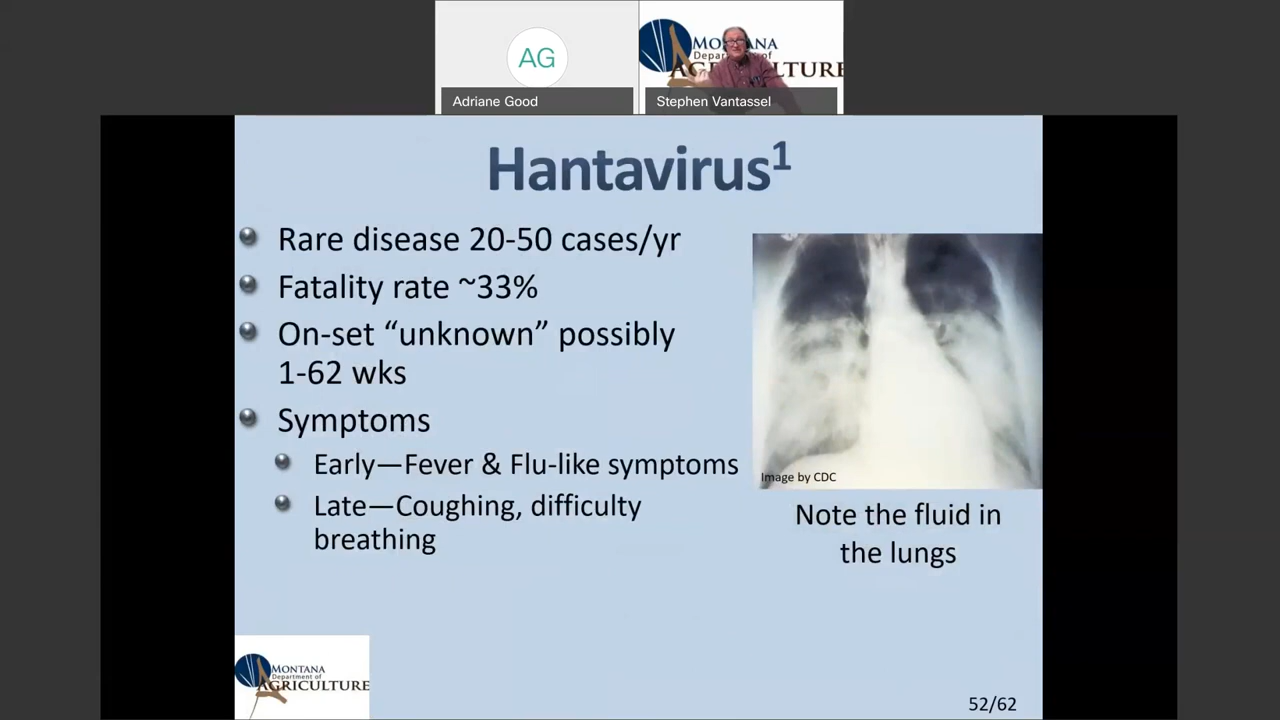 MONTANA
Department of
AGRICULTURE
AG
Adriane Good
Stephen Vantassel
Hantavirus1
Rare disease 20-50 cases/yr
Fatality rate ~33%
On-set “unknown” possibly
1-62 wks
Symptoms
Early—Fever & Flu-like symptoms
Late—Coughing, difficulty
breathing
Image by CDC
Note the fluid in
the lungs
MONTANA
Department of
AGRICULTURE
52/62